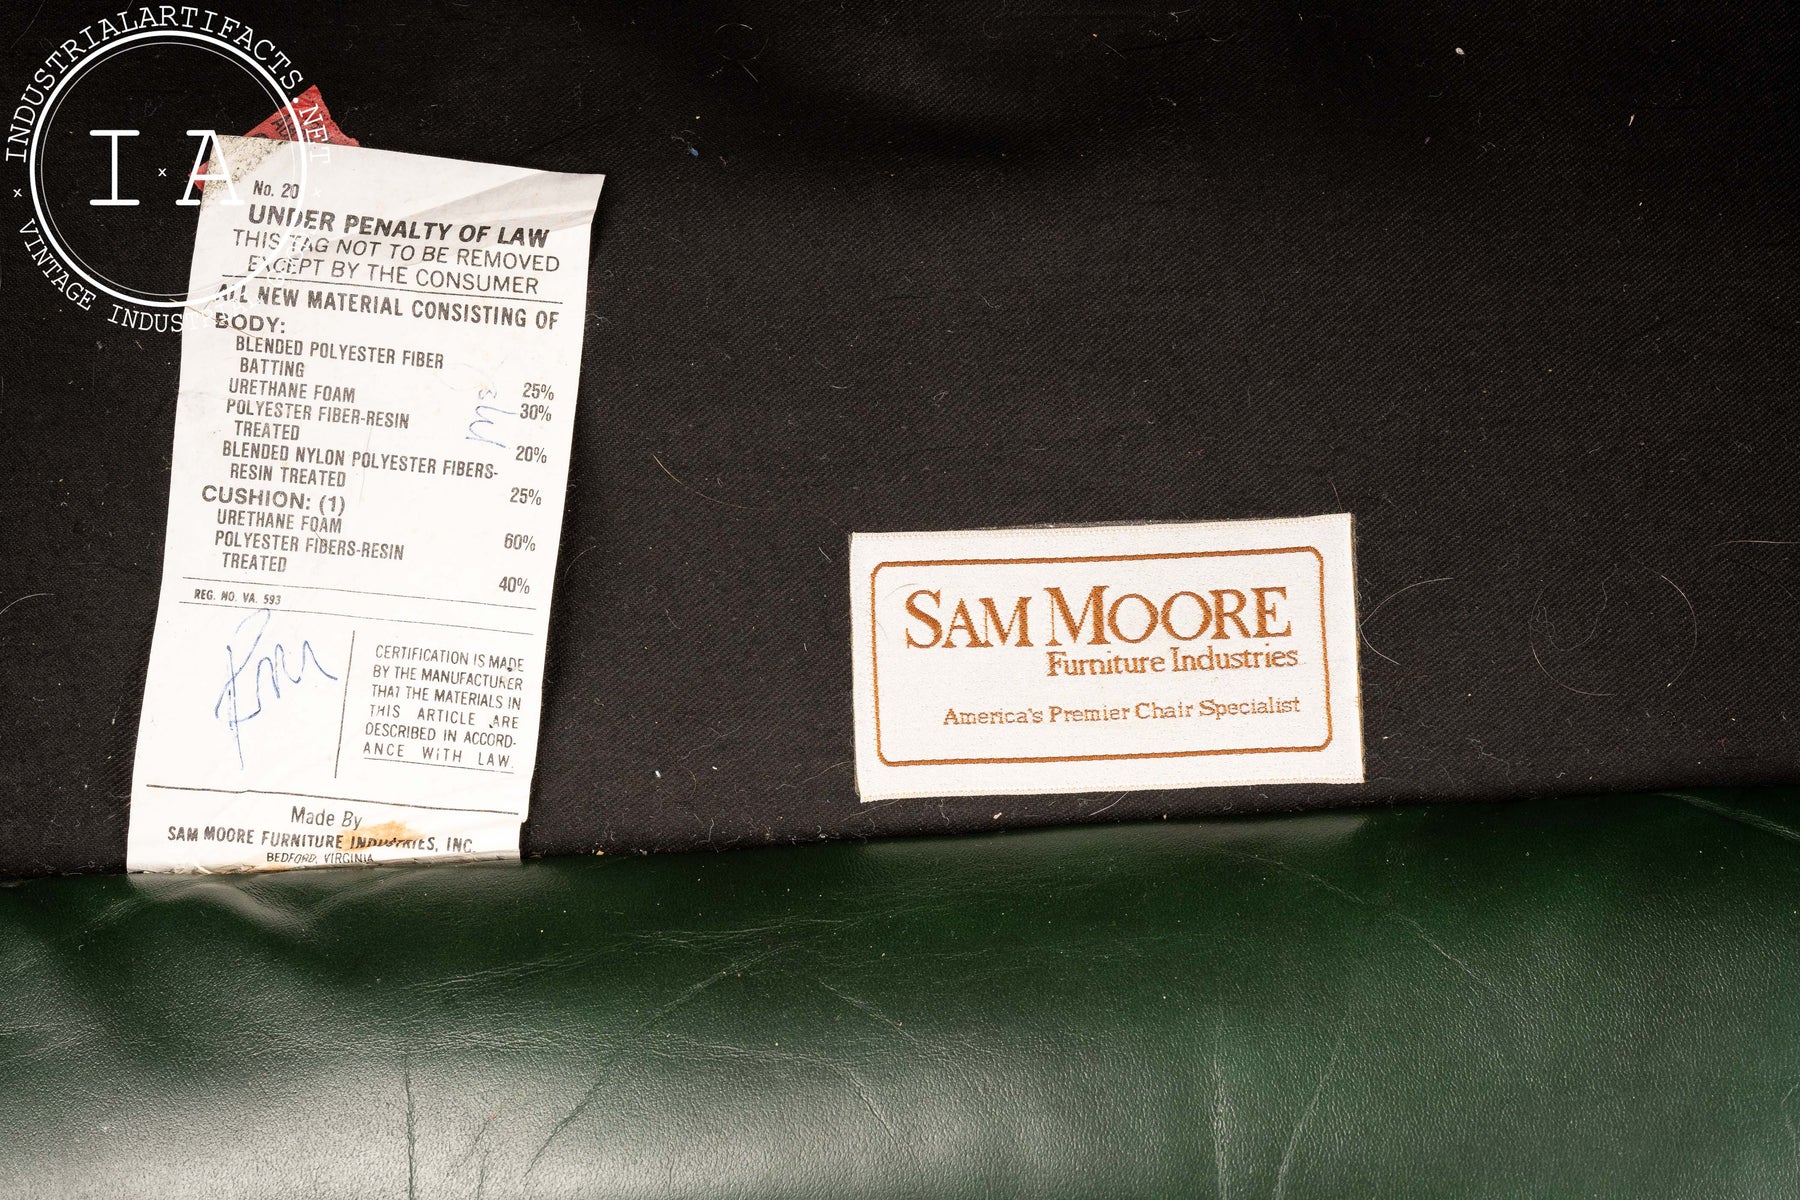 INDUSTRIALARTIFACTS.NET
I · A
VINTAGE INDUST
No. 20
UNDER PENALTY OF LAW
THIS TAG NOT TO BE REMOVED
EXCEPT BY THE CONSUMER
ALL NEW MATERIAL CONSISTING OF
BODY:
BLENDED POLYESTER FIBER
BATTING 25%
URETHANE FOAM 30%
POLYESTER FIBER-RESIN
TREATED 20%
BLENDED NYLON POLYESTER FIBERS-
RESIN TREATED 25%
CUSHION: (1)
URETHANE FOAM 60%
POLYESTER FIBERS-RESIN
TREATED 40%
REG. NO. VA. 593
CERTIFICATION IS MADE
BY THE MANUFACTURER
THAT THE MATERIALS IN
THIS ARTICLE ARE
DESCRIBED IN ACCORD-
ANCE WITH LAW.
Made By
SAM MOORE FURNITURE INDUSTRIES, INC.
BEDFORD, VIRGINIA
SAM MOORE
Furniture Industries
America's Premier Chair Specialist